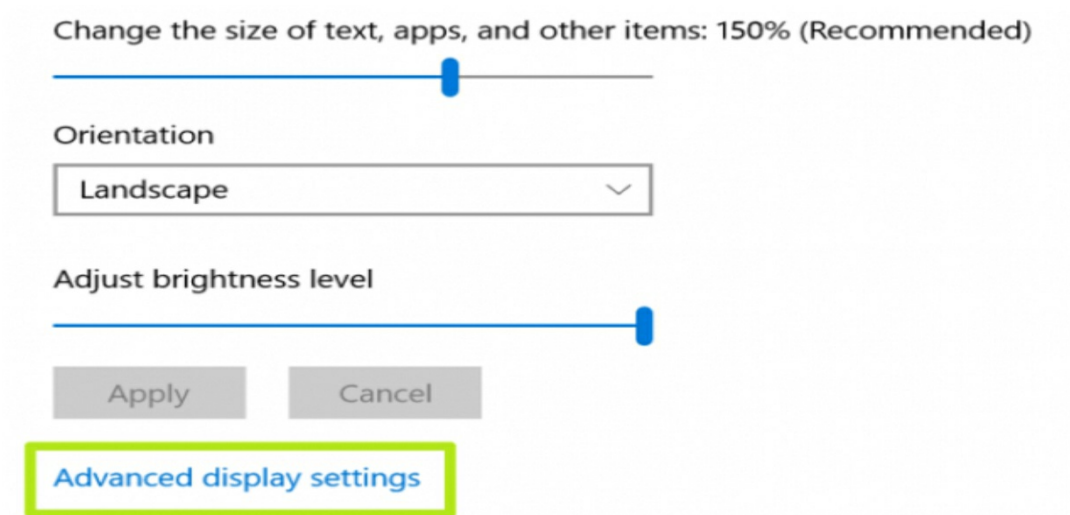 Change the size of text, apps, and other items: 150% (Recommended)
Orientation
Landscape
Adjust brightness level
Apply
Cancel
Advanced display settings